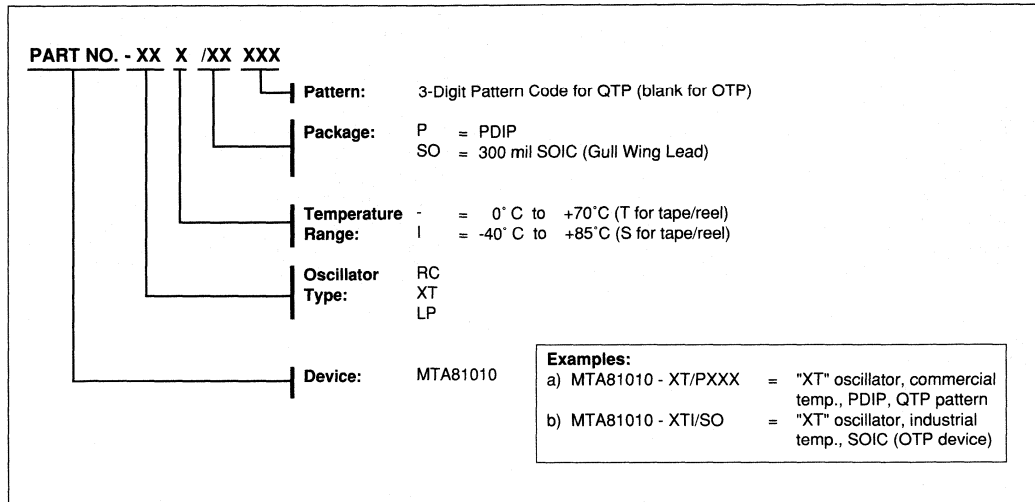 PART NO. - XX X /XX XXX
Pattern: 3-Digit Pattern Code for QTP (blank for OTP)
Package: P = PDIP
SO = 300 mil SOIC (Gull Wing Lead)
Temperature - = 0° C to +70°C (T for tape/reel)
Range: I = -40° C to +85°C (S for tape/reel)
Oscillator RC
Type: XT
LP
Device: MTA81010
Examples:
a) MTA81010 - XT/PXXX = "XT" oscillator, commercial
temp., PDIP, QTP pattern
b) MTA81010 - XTI/SO = "XT" oscillator, industrial
temp., SOIC (OTP device)